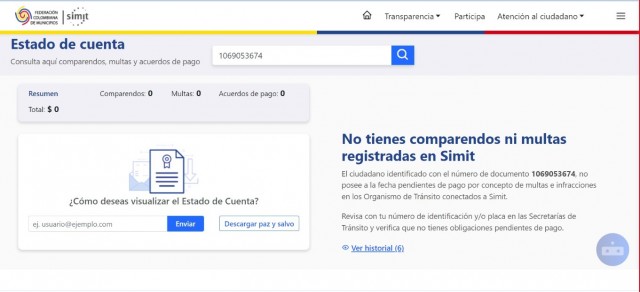 FEDERACIÓN
COLOMBIANA
DE MUNICIPIOS
simit
Transparencia
Participa
Atención al ciudadano
Estado de cuenta
Consulta aquí comparendos, multas y acuerdos de pago
1069053674
Resumen
Comparendos: 0
Multas: 0
Acuerdos de pago: 0
Total: $ 0
¿Cómo deseas visualizar el Estado de Cuenta?
ej. usuario@ejemplo.com
Enviar
Descargar paz y salvo
No tienes comparendos ni multas
registradas en Simit
El ciudadano identificado con el número de documento 1069053674, no
posee a la fecha pendientes de pago por concepto de multas e infracciones
en los Organismo de Tránsito conectados a Simit.
Revisa con tu número de identificación y/o placa en las Secretarías de
Tránsito y verifica que no tienes obligaciones pendientes de pago.
Ver historial (6)